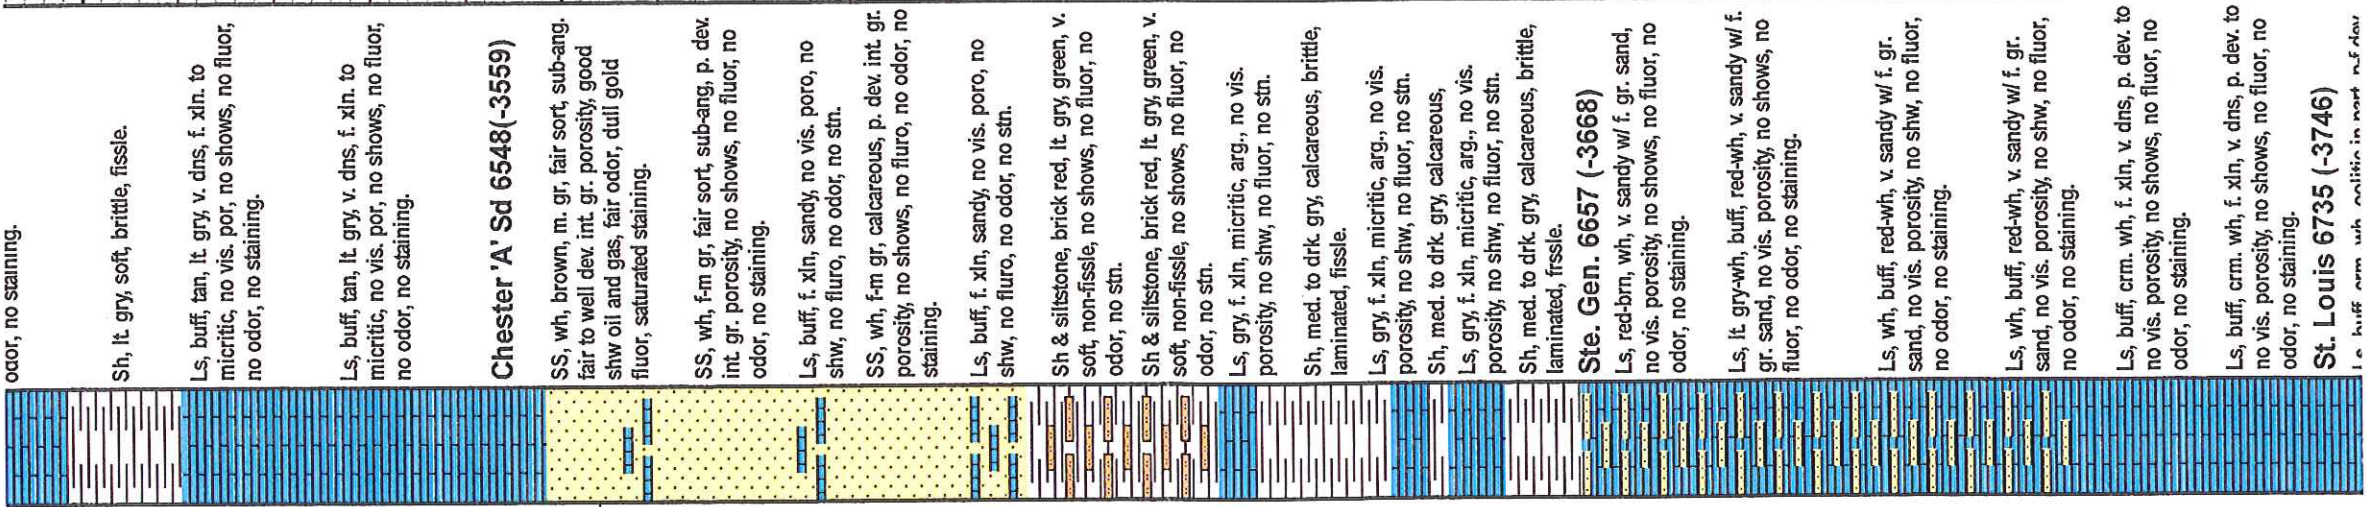 odor, no staining.
Sh, lt. gry, soft, brittle, fissle.
Ls, buff, tan, lt. gry, v. dns, f. xln. to
micritic, no vis. por, no shows, no fluor,
no odor, no staining.
Ls, buff, tan, lt. gry, v. dns, f. xln. to
micritic, no vis. por, no shows, no fluor,
no odor, no staining.
Chester 'A' Sd 6548(-3559)
SS, wh, brown, m. gr, fair sort, sub-ang.
fair to well dev. int. gr. porosity, good
shw oil and gas, fair odor, dull gold
fluor, saturated staining.
SS, wh, f-m gr, fair sort, sub-ang, p. dev.
int. gr. porosity, no shows, no fluor, no
odor, no staining.
Ls, buff, f. xln, sandy, no vis. poro, no
shw, no fluro, no odor, no stn.
SS, wh, f-m gr, calcareous, p. dev. int. gr.
porosity, no shows, no fluro, no odor, no
staining.
Ls, buff, f. xln, sandy, no vis. poro, no
shw, no fluro, no odor, no stn.
Sh & siltstone, brick red, lt. gry, green, v.
soft, non-fissle, no shows, no fluor, no
odor, no stn.
Sh & siltstone, brick red, lt. gry, green, v.
soft, non-fissle, no shows, no fluor, no
odor, no stn.
Ls, gry, f. xln, micritic, arg., no vis.
porosity, no shw, no fluor, no stn.
Sh, med. to drk. gry, calcareous, brittle,
laminated, fissle.
Ls, gry, f. xln, micritic, arg., no vis.
porosity, no shw, no fluor, no stn.
Sh, med. to drk. gry, calcareous,
Ls, gry, f. xln, micritic, arg., no vis.
porosity, no shw, no fluor, no stn.
Sh, med. to drk. gry, calcareous, brittle,
laminated, frssle.
Ste. Gen. 6657 (-3668)
Ls, red-brn, wh, v. sandy w/ f. gr. sand,
no vis. porosity, no shows, no fluor, no
odor, no staining.
Ls, lt. gry-wh, buff, red-wh, v. sandy w/ f.
gr. sand, no vis. porosity, no shows, no
fluor, no odor, no staining.
Ls, wh, buff, red-wh, v. sandy w/ f. gr.
sand, no vis. porosity, no shw, no fluor,
no odor, no staining.
Ls, wh, buff, red-wh, v. sandy w/ f. gr.
sand, no vis. porosity, no shw, no fluor,
no odor, no staining.
Ls, buff, crm. wh, f. xln, v. dns, p. dev. to
no vis. porosity, no shows, no fluor, no
odor, no staining.
Ls, buff, crm. wh, f. xln, v. dns, p. dev. to
no vis. porosity, no shows, no fluor, no
odor, no staining.
St. Louis 6735 (-3746)
Ls, buff, crm. wh, oolitic in part,